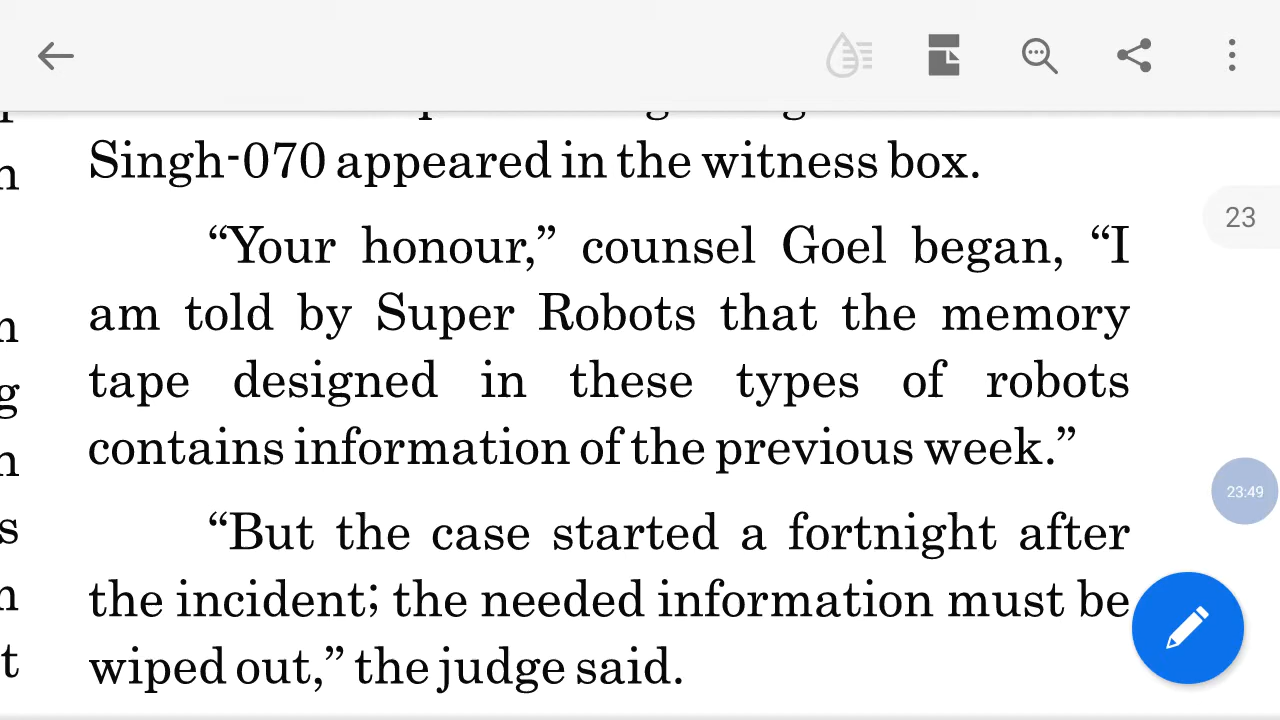 Singh-070 appeared in the witness box.
23
“Your honour,” counsel Goel began, “I
am told by Super Robots that the memory
tape designed in these types of robots
contains information of the previous week.”
23:49
“But the case started a fortnight after
the incident; the needed information must be
wiped out,” the judge said.